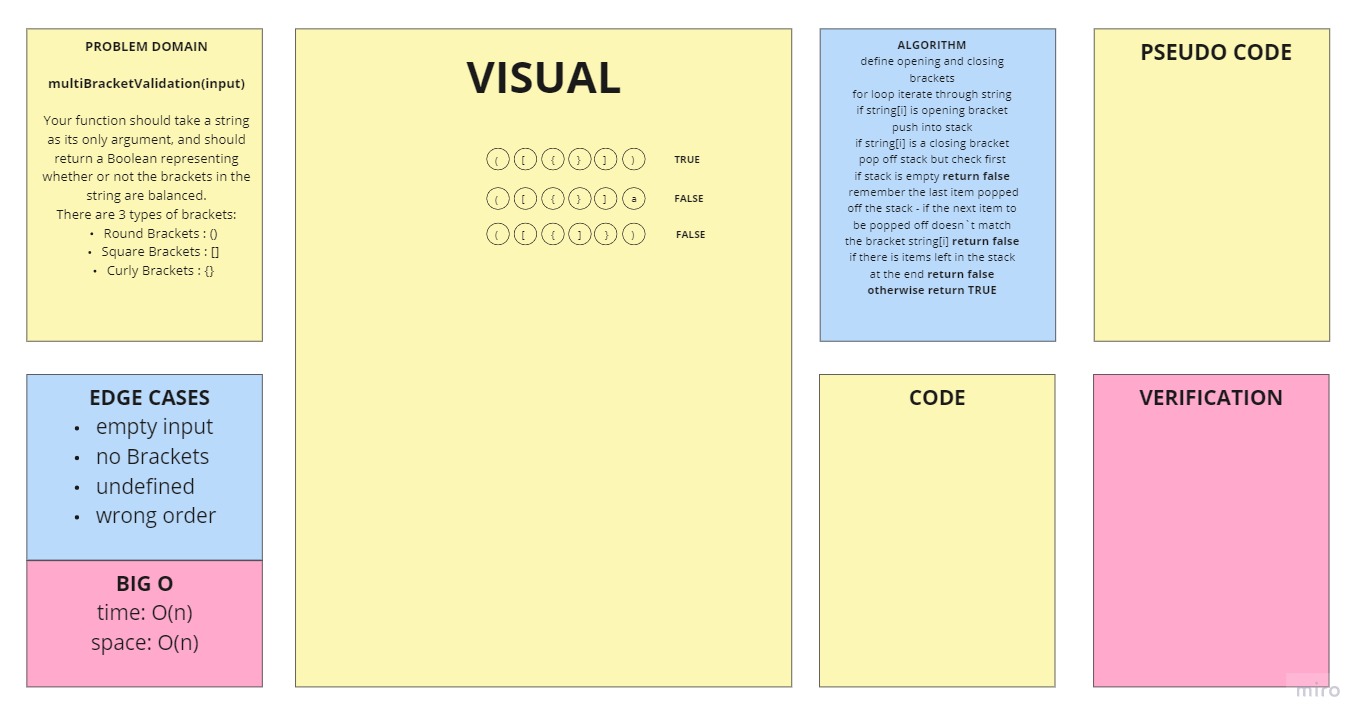 PROBLEM DOMAIN
multiBracketValidation(input)
Your function should take a string
as its only argument, and should
return a Boolean representing
whether or not the brackets in the
string are balanced.
There are 3 types of brackets:
• Round Brackets : ()
• Square Brackets : []
• Curly Brackets : {}
EDGE CASES
• empty input
• no Brackets
• undefined
• wrong order
BIG O
time: O(n)
space: O(n)
VISUAL
( [ { } ] ) TRUE
( [ { } ] a FALSE
( [ { ] } ) FALSE
ALGORITHM
define opening and closing
brackets
for loop iterate through string
if string[i] is opening bracket
push into stack
if string[i] is a closing bracket
pop off stack but check first
if stack is empty return false
remember the last item popped
off the stack - if the next item to
be popped off doesn`t match
the bracket string[i] return false
if there is items left in the stack
at the end return false
otherwise return TRUE
CODE
PSEUDO CODE
VERIFICATION
miro